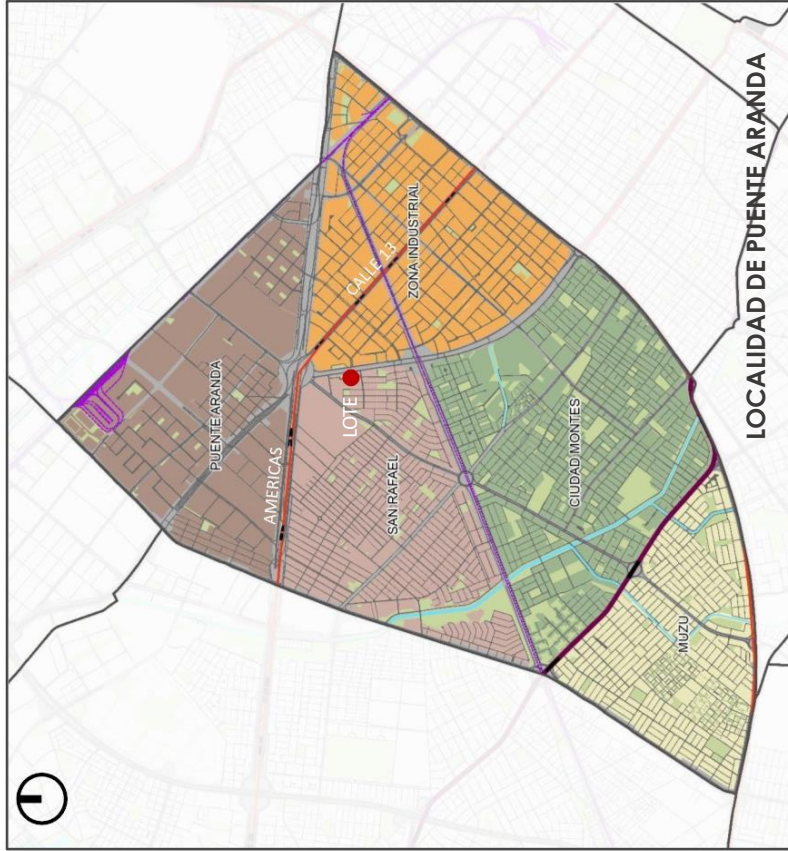 PUENTE ARANDA
AMERICAS
CALLE 13
ZONA INDUSTRIAL
LOTE
SAN RAFAEL
CIUDAD MONTES
MUZU
LOCALIDAD DE PUENTE ARANDA